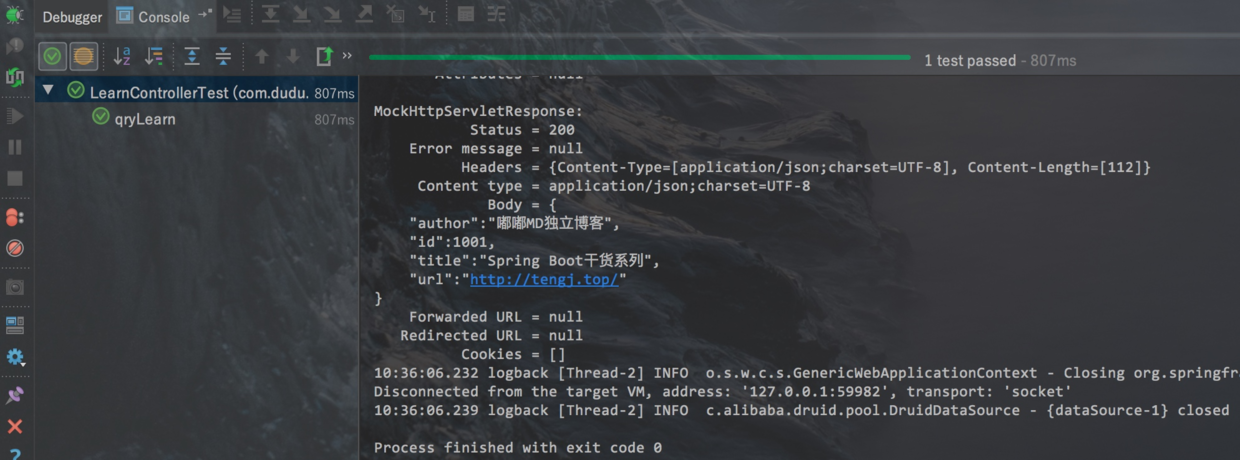 Debugger Console
1 test passed - 807ms
LearnControllerTest (com.dudu. 807ms
qryLearn 807ms
Attributes = null
MockHttpServletResponse:
Status = 200
Error message = null
Headers = {Content-Type=[application/json;charset=UTF-8], Content-Length=[112]}
Content type = application/json;charset=UTF-8
Body = {
"author":"嘟嘟MD独立博客",
"id":1001,
"title":"Spring Boot干货系列",
"url":"http://tengj.top/"
}
Forwarded URL = null
Redirected URL = null
Cookies = []
10:36:06.232 logback [Thread-2] INFO  o.s.w.c.s.GenericWebApplicationContext - Closing org.springfra
Disconnected from the target VM, address: '127.0.0.1:59982', transport: 'socket'
10:36:06.239 logback [Thread-2] INFO  c.alibaba.druid.pool.DruidDataSource - {dataSource-1} closed
Process finished with exit code 0